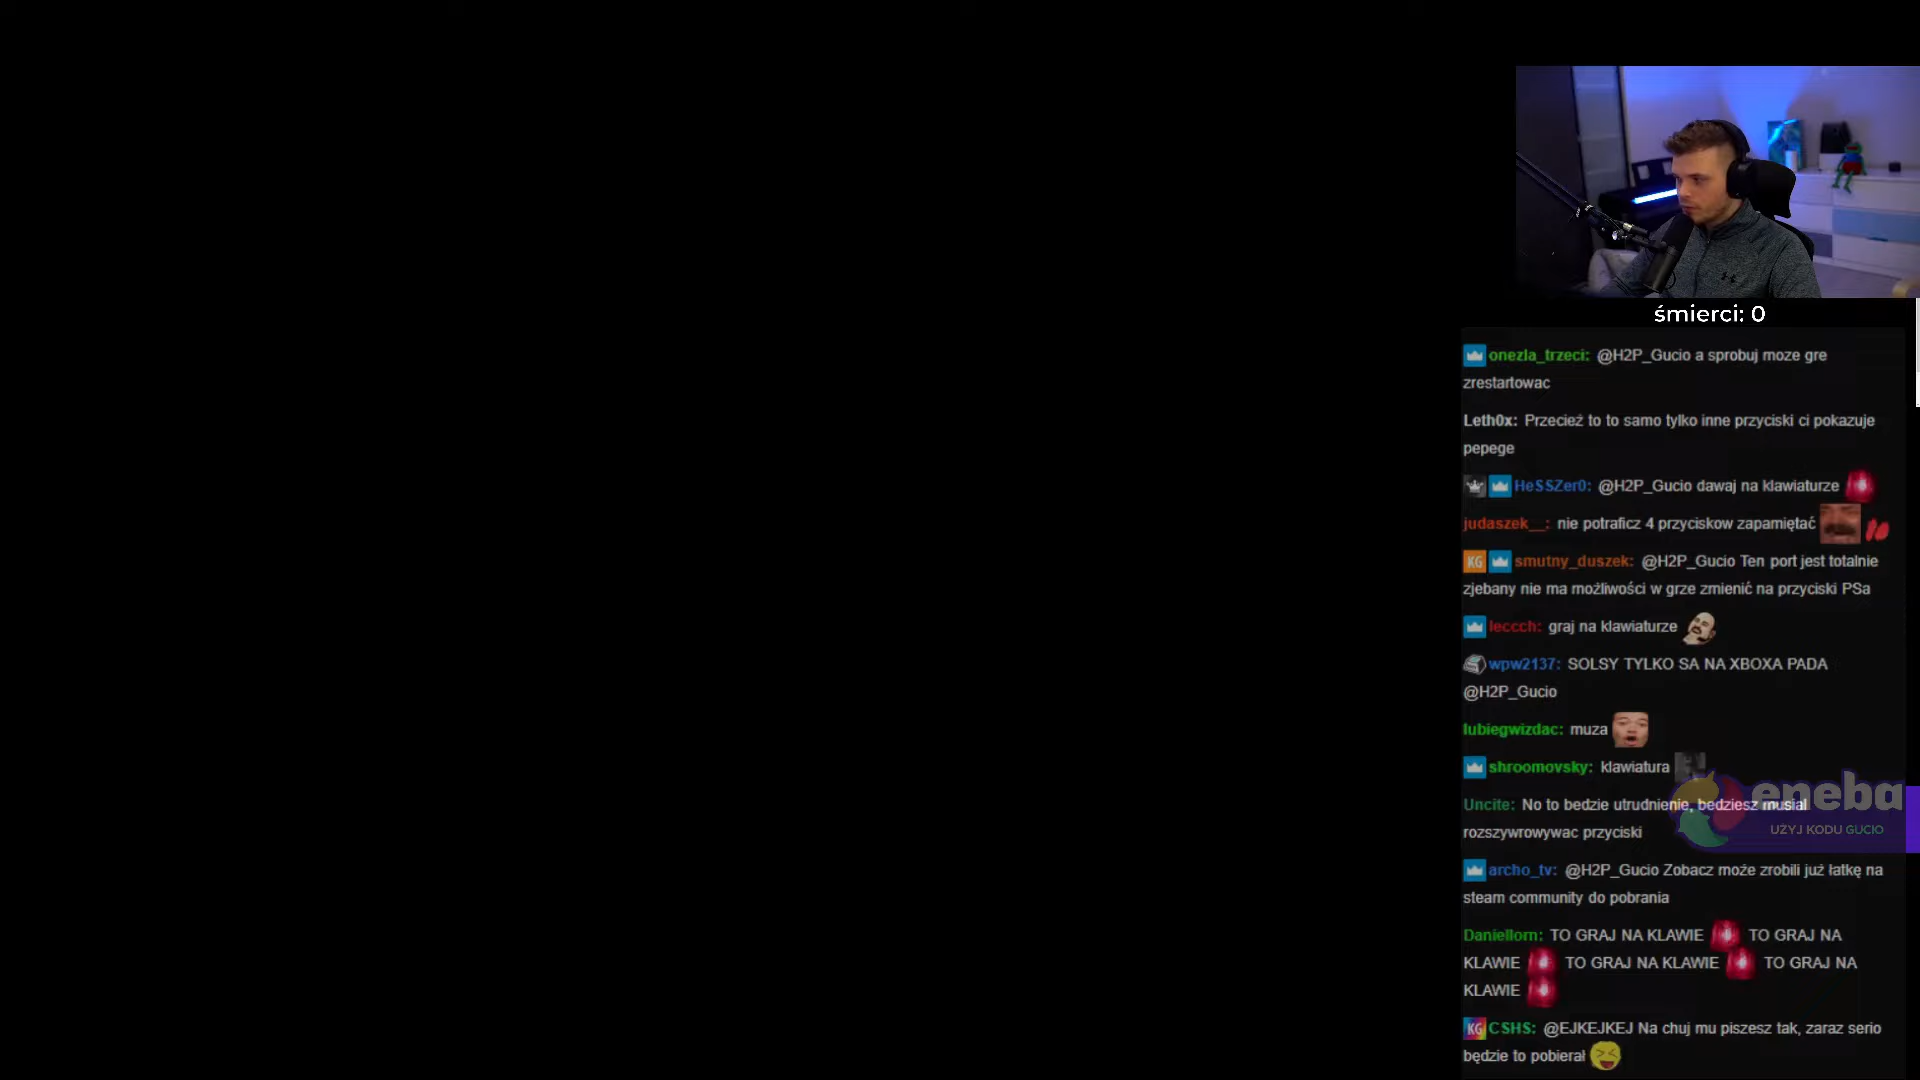 śmierci: 0
onezla_trzeci: @H2P_Gucio a sprobuj moze gre
zrestartowac
Leth0x: Przecież to to samo tylko inne przyciski ci pokazuje
pepege
HeSSZer0: @H2P_Gucio dawaj na klawiaturze
judaszek__: nie potraficz 4 przyciskow zapamiętać
KG smutny_duszek: @H2P_Gucio Ten port jest totalnie
zjebany nie ma możliwości w grze zmienić na przyciski PSa
leccch: graj na klawiaturze
wpw2137: SOLSY TYLKO SA NA XBOXA PADA
@H2P_Gucio
lubiegwizdac: muza
shroomovsky: klawiatura
eneba
Uncite: No to bedzie utrudnienie, bedziesz musial
UŻYJ KODU GUCIO
rozszywrowywac przyciski
archo_tv: @H2P_Gucio Zobacz może zrobili już łatkę na
steam community do pobrania
Daniellorn: TO GRAJ NA KLAWIE TO GRAJ NA
KLAWIE TO GRAJ NA KLAWIE TO GRAJ NA
KLAWIE
KG CSHS: @EJKEJKEJ Na chuj mu piszesz tak, zaraz serio
będzie to pobierał